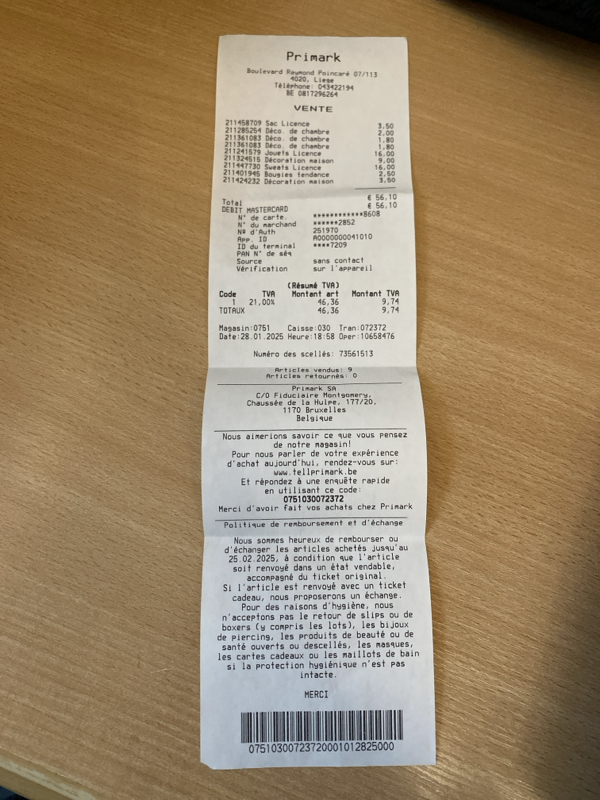 Primark
Boulevard Raymond Poincaré 07/113
4020, Liege
Téléphone: 043422194
BE 0817296264
VENTE
211458709 Sac Licence 3,50
211285254 Déco. de chambre 2,00
211361083 Déco. de chambre 1,80
211361083 Déco. de chambre 1,80
211241579 Jouets Licence 16,00
211324515 Décoration maison 9,00
211447730 Sweats Licence 16,00
211401945 Bougies tendance 2,50
211424232 Décoration maison 3,50
Total € 56,10
DEBIT MASTERCARD € 56,10
N° de carte. ************8608
N° du marchand ******2852
Nº d'Auth 251970
App. ID A0000000041010
ID du terminal ****7209
PAN N° de séq
Source sans contact
Vérification sur l'appareil
(Résumé TVA)
Code TVA Montant art Montant TVA
1 21,00% 46,36 9,74
TOTAUX 46,36 9,74
Magasin:0751 Caisse:030 Tran:072372
Date:28.01.2025 Heure:18:58 Oper:10658476
Numéro des scellés: 73561513
Articles vendus: 9
Articles retournés: 0
Primark SA
C/O Fiduciaire Montgomery,
Chaussée de la Hulpe, 177/20,
1170 Bruxelles
Belgique
Nous aimerions savoir ce que vous pensez
de notre magasin!
Pour nous parler de votre expérience
d'achat aujourd'hui, rendez-vous sur:
www.tellprimark.be
Et répondez à une enquête rapide
en utilisant ce code:
0751030072372
Merci d'avoir fait vos achats chez Primark
Politique de remboursement et d'échange
Nous sommes heureux de rembourser ou
d'échanger les articles achetés jusqu'au
25.02.2025, à condition que l'article
soit renvoyé dans un état vendable,
accompagné du ticket original.
Si l'article est renvoyé avec un ticket
cadeau, nous proposerons un échange.
Pour des raisons d'hygiène, nous
n'acceptons pas le retour de slips ou de
boxers (y compris les lots), les bijoux
de piercing, les produits de beauté ou de
santé ouverts ou descellés, les masques,
les cartes cadeaux ou les maillots de bain
si la protection hygiénique n'est pas
intacte.
MERCI
07510300723720001012825000